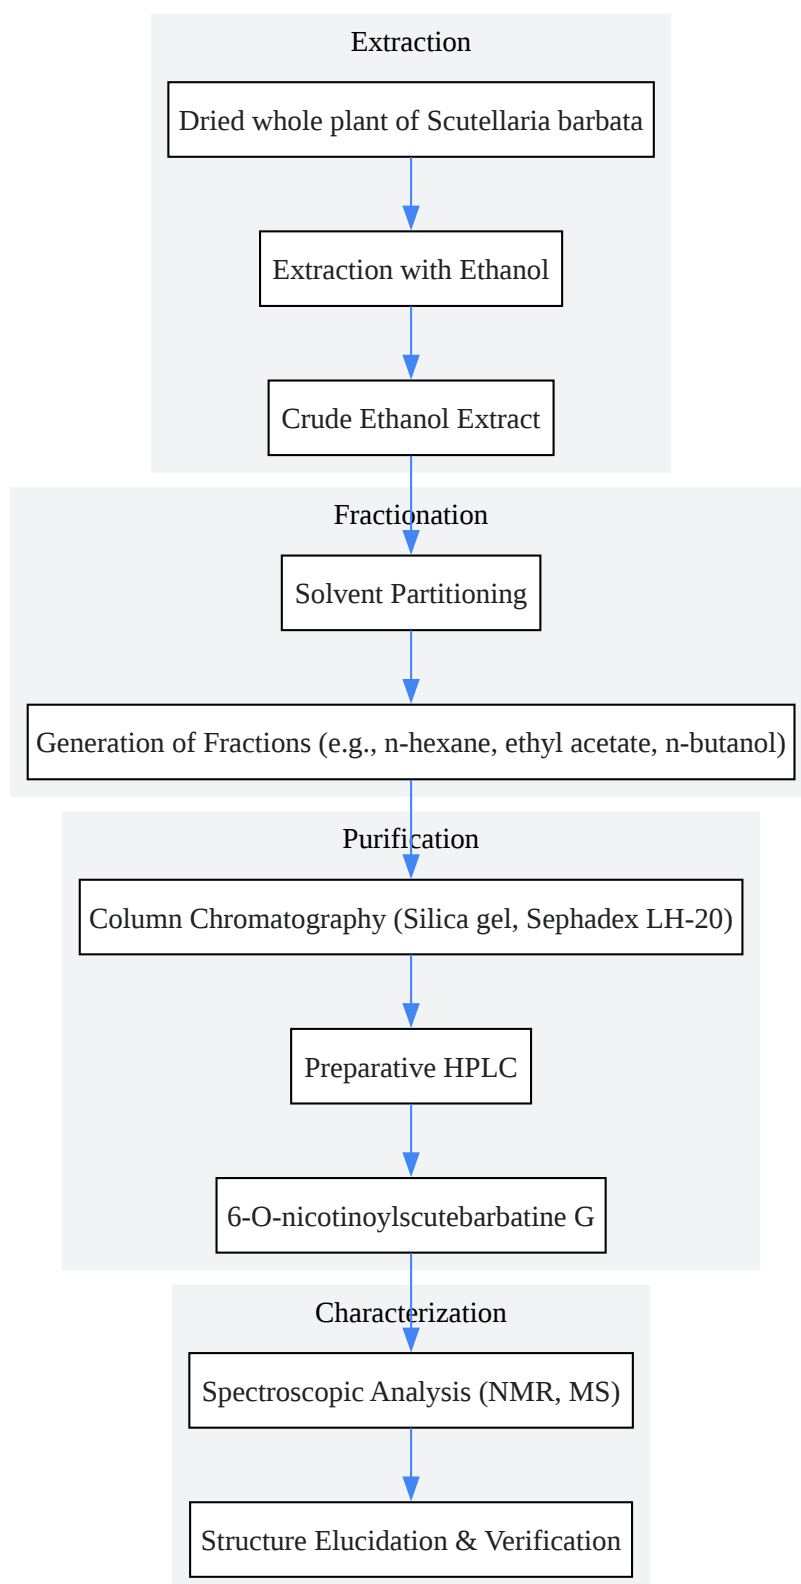 Extraction
Dried whole plant of Scutellaria barbata
Extraction with Ethanol
Crude Ethanol Extract
Fractionation
Solvent Partitioning
Generation of Fractions (e.g., n-hexane, ethyl acetate, n-butanol)
Purification
Column Chromatography (Silica gel, Sephadex LH-20)
Preparative HPLC
6-O-nicotinoylscutebarbatine G
Characterization
Spectroscopic Analysis (NMR, MS)
Structure Elucidation & Verification